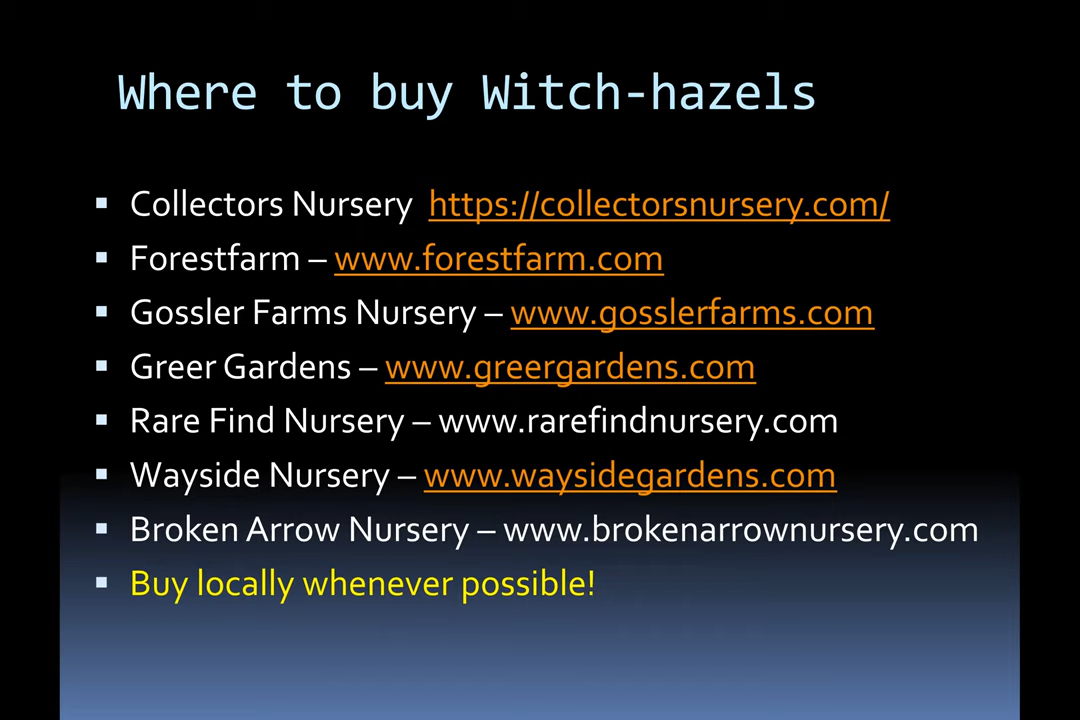 Where to buy Witch-hazels
▪ Collectors Nursery https://collectorsnursery.com/
▪ Forestfarm – www.forestfarm.com
▪ Gossler Farms Nursery – www.gosslerfarms.com
▪ Greer Gardens – www.greergardens.com
▪ Rare Find Nursery – www.rarefindnursery.com
▪ Wayside Nursery – www.waysidegardens.com
▪ Broken Arrow Nursery – www.brokenarrownursery.com
▪ Buy locally whenever possible!